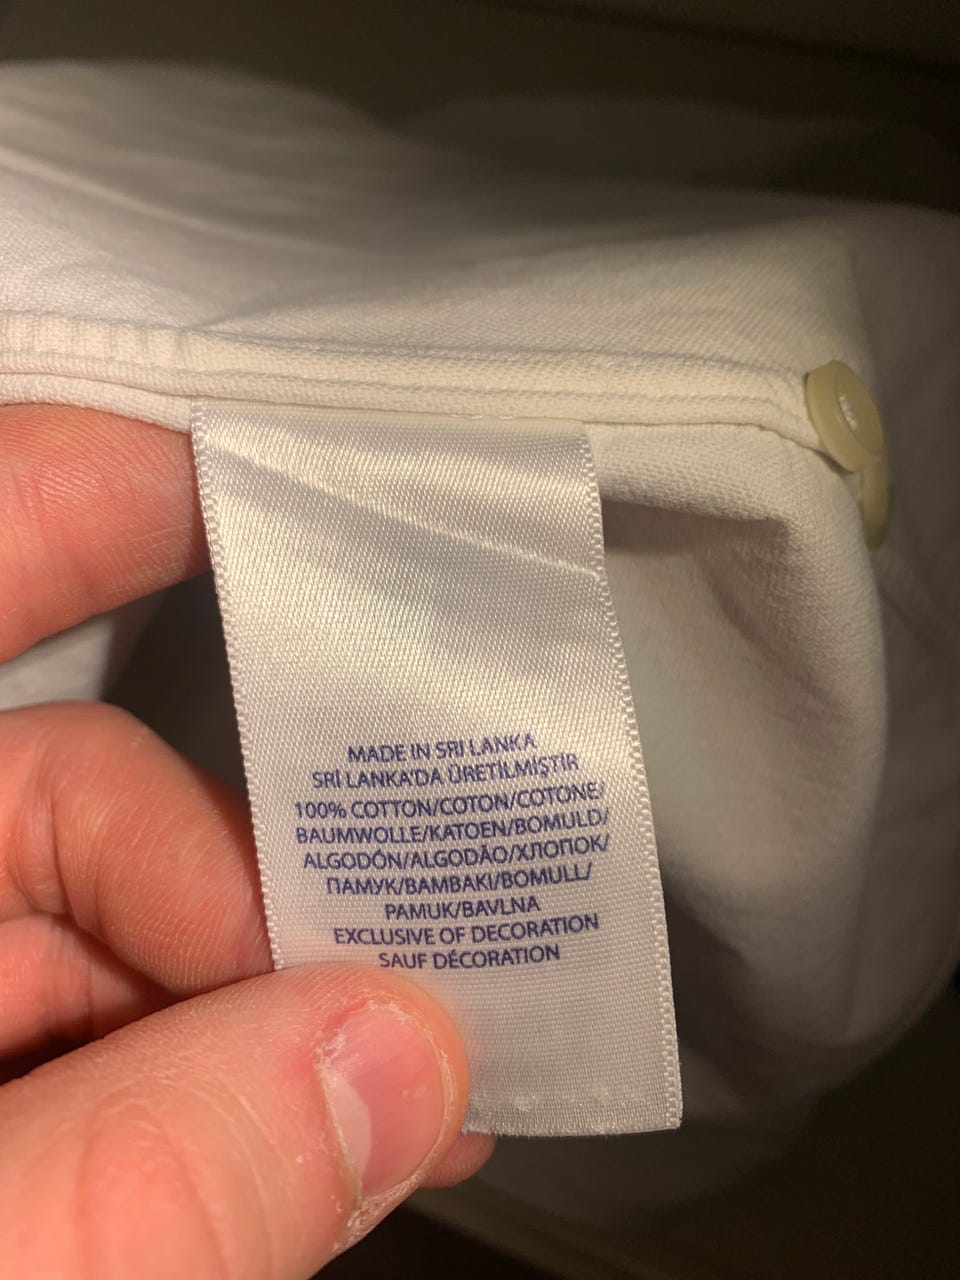 MADE IN SRI LANKA
SRİ LANKA'DA ÜRETİLMİŞTİR
100% COTTON/COTON/COTONE/
BAUMWOLLE/KATOEN/BOMULD/
ALGODÓN/ALGODÃO/ХЛОПОК/
ПАМУК/BAMBAKI/BOMULL/
PAMUK/BAVLNA
EXCLUSIVE OF DECORATION
SAUF DÉCORATION